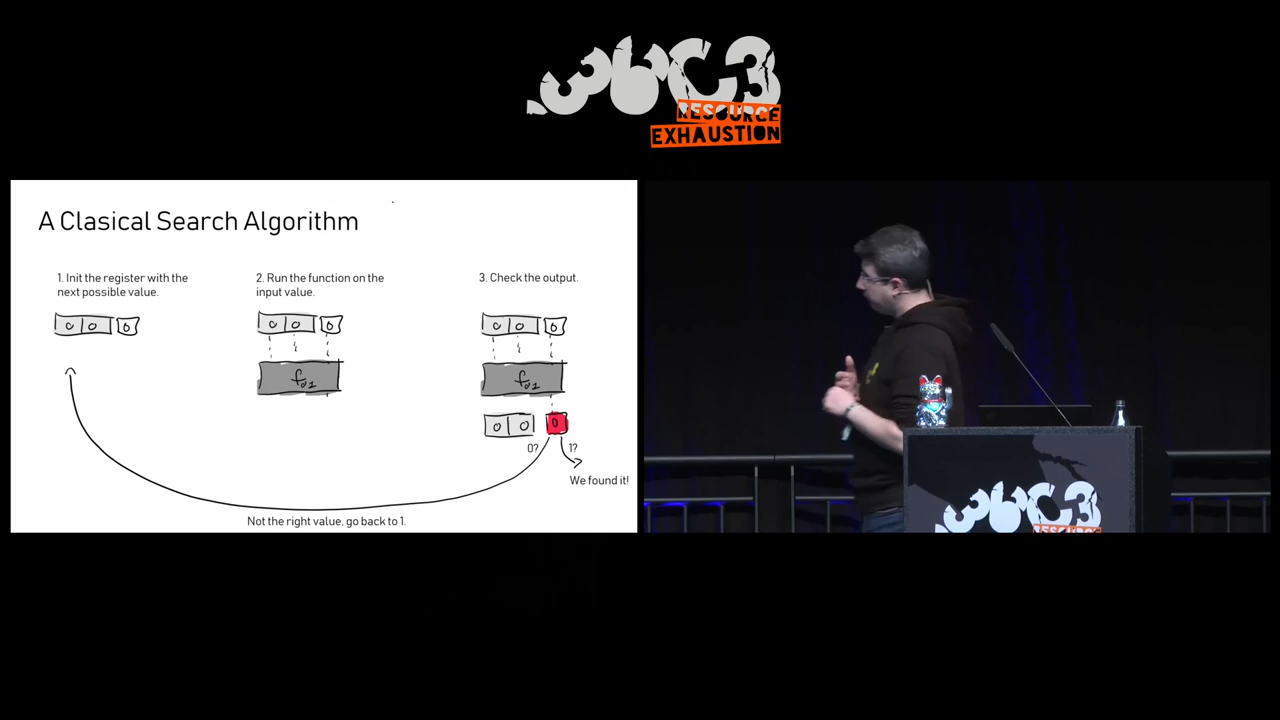 36C3
RESOURCE
EXHAUSTION
A Clasical Search Algorithm
1. Init the register with the
next possible value.
2. Run the function on the
input value.
3. Check the output.
0 0 0
0 0 0
0 0 0
f01
f01
0 0 0
0? 1?
We found it!
Not the right value, go back to 1.
36C3
RESOURCE